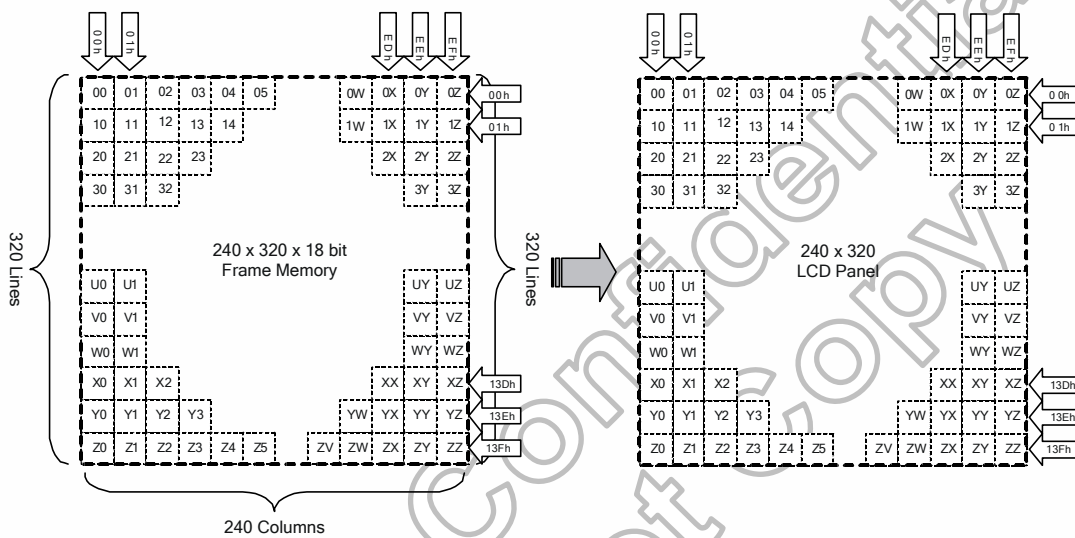 00h 01h EDh EEh EFh 00h 01h EDh EEh EFh
00 01 02 03 04 05 0W 0X 0Y 0Z 00h 00 01 02 03 04 05 0W 0X 0Y 0Z 00h
10 11 12 13 14 1W 1X 1Y 1Z 01h 10 11 12 13 14 1W 1X 1Y 1Z 01h
20 21 22 23 2X 2Y 2Z 20 21 22 23 2X 2Y 2Z
30 31 32 3Y 3Z 30 31 32 3Y 3Z
320 Lines
240 x 320 x 18 bit
Frame Memory
320 Lines
240 x 320
LCD Panel
U0 U1 UY UZ U0 U1 UY UZ
V0 V1 VY VZ V0 V1 VY VZ
W0 W1 WY WZ W0 W1 WY WZ
X0 X1 X2 XX XY XZ 13Dh X0 X1 X2 XX XY XZ 13Dh
Y0 Y1 Y2 Y3 YW YX YY YZ 13Eh Y0 Y1 Y2 Y3 YW YX YY YZ 13Eh
Z0 Z1 Z2 Z3 Z4 Z5 ZV ZW ZX ZY ZZ 13Fh Z0 Z1 Z2 Z3 Z4 Z5 ZV ZW ZX ZY ZZ 13Fh
240 Columns
Confidential
Copy